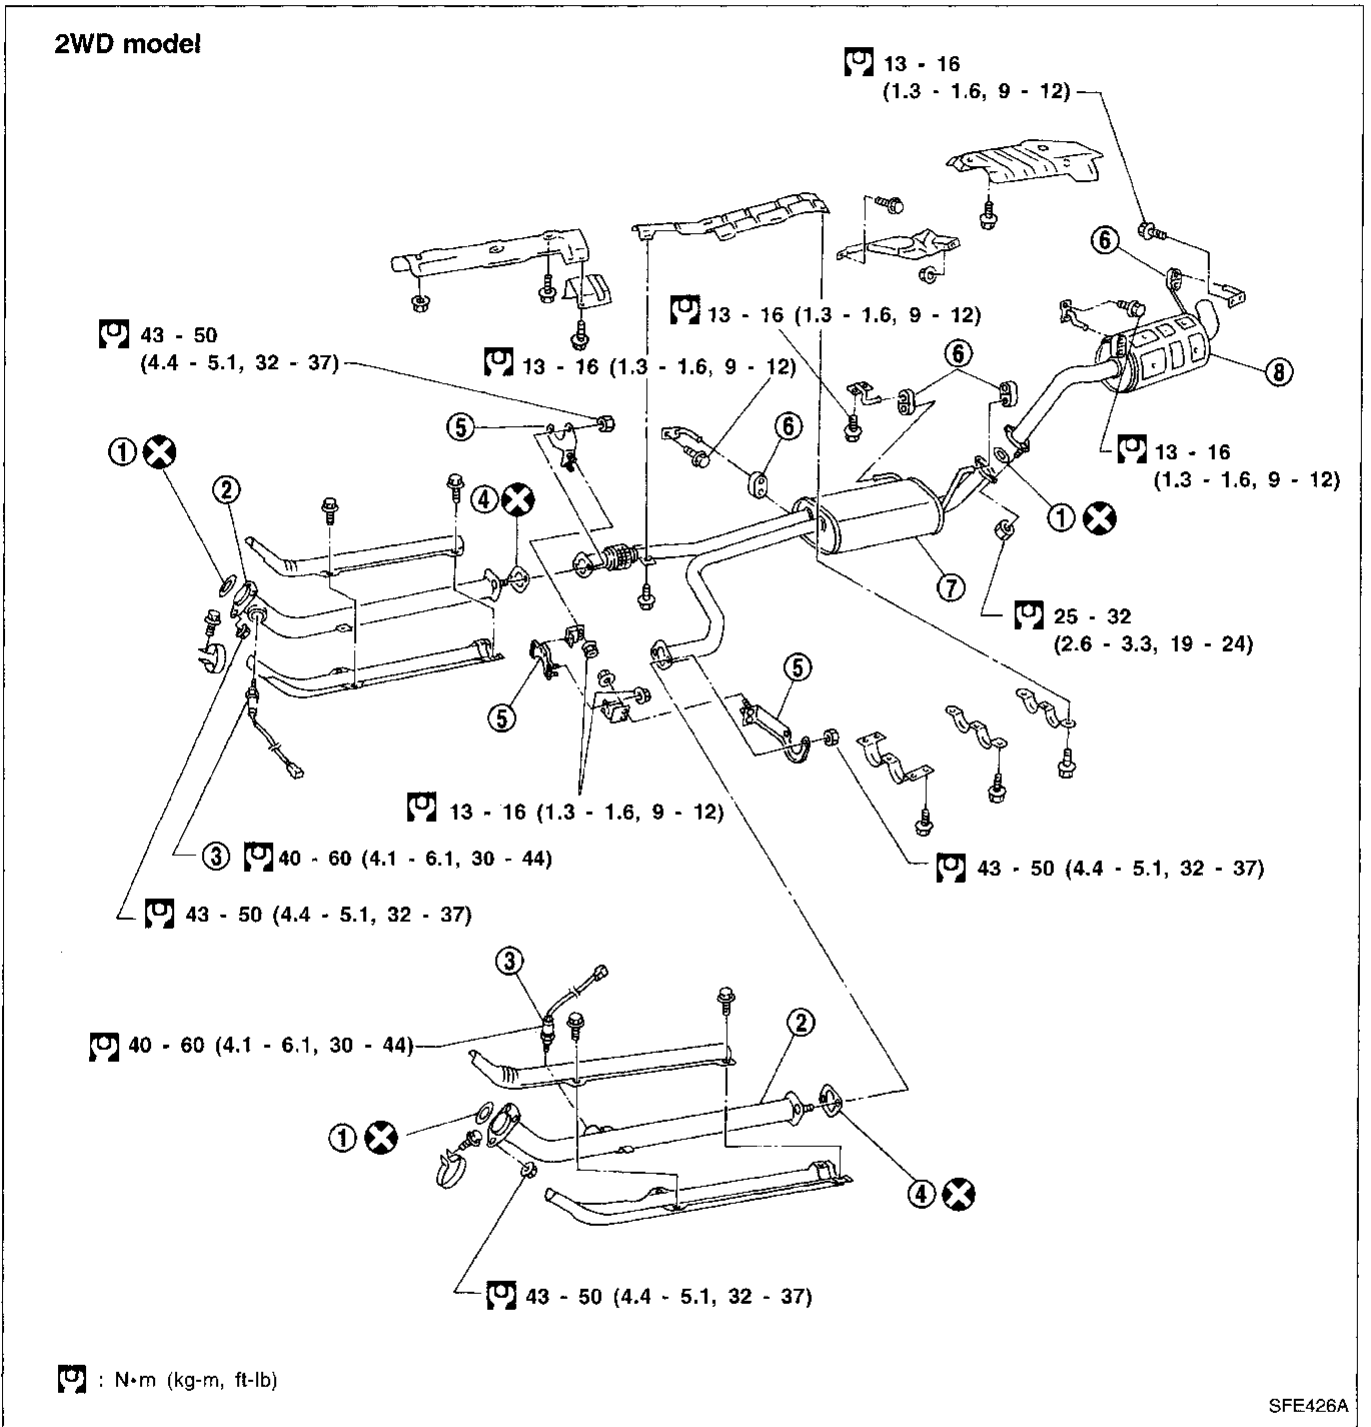 2WD model
13 - 16
(1.3 - 1.6, 9 - 12)
6
13 - 16 (1.3 - 1.6, 9 - 12)
43 - 50
(4.4 - 5.1, 32 - 37)
13 - 16 (1.3 - 1.6, 9 - 12)
6
8
5
6
1
13 - 16
(1.3 - 1.6, 9 - 12)
2
4
1
7
25 - 32
(2.6 - 3.3, 19 - 24)
5
5
13 - 16 (1.3 - 1.6, 9 - 12)
3
40 - 60 (4.1 - 6.1, 30 - 44)
43 - 50 (4.4 - 5.1, 32 - 37)
43 - 50 (4.4 - 5.1, 32 - 37)
3
2
40 - 60 (4.1 - 6.1, 30 - 44)
1
4
43 - 50 (4.4 - 5.1, 32 - 37)
: N•m (kg-m, ft-lb)
SFE426A